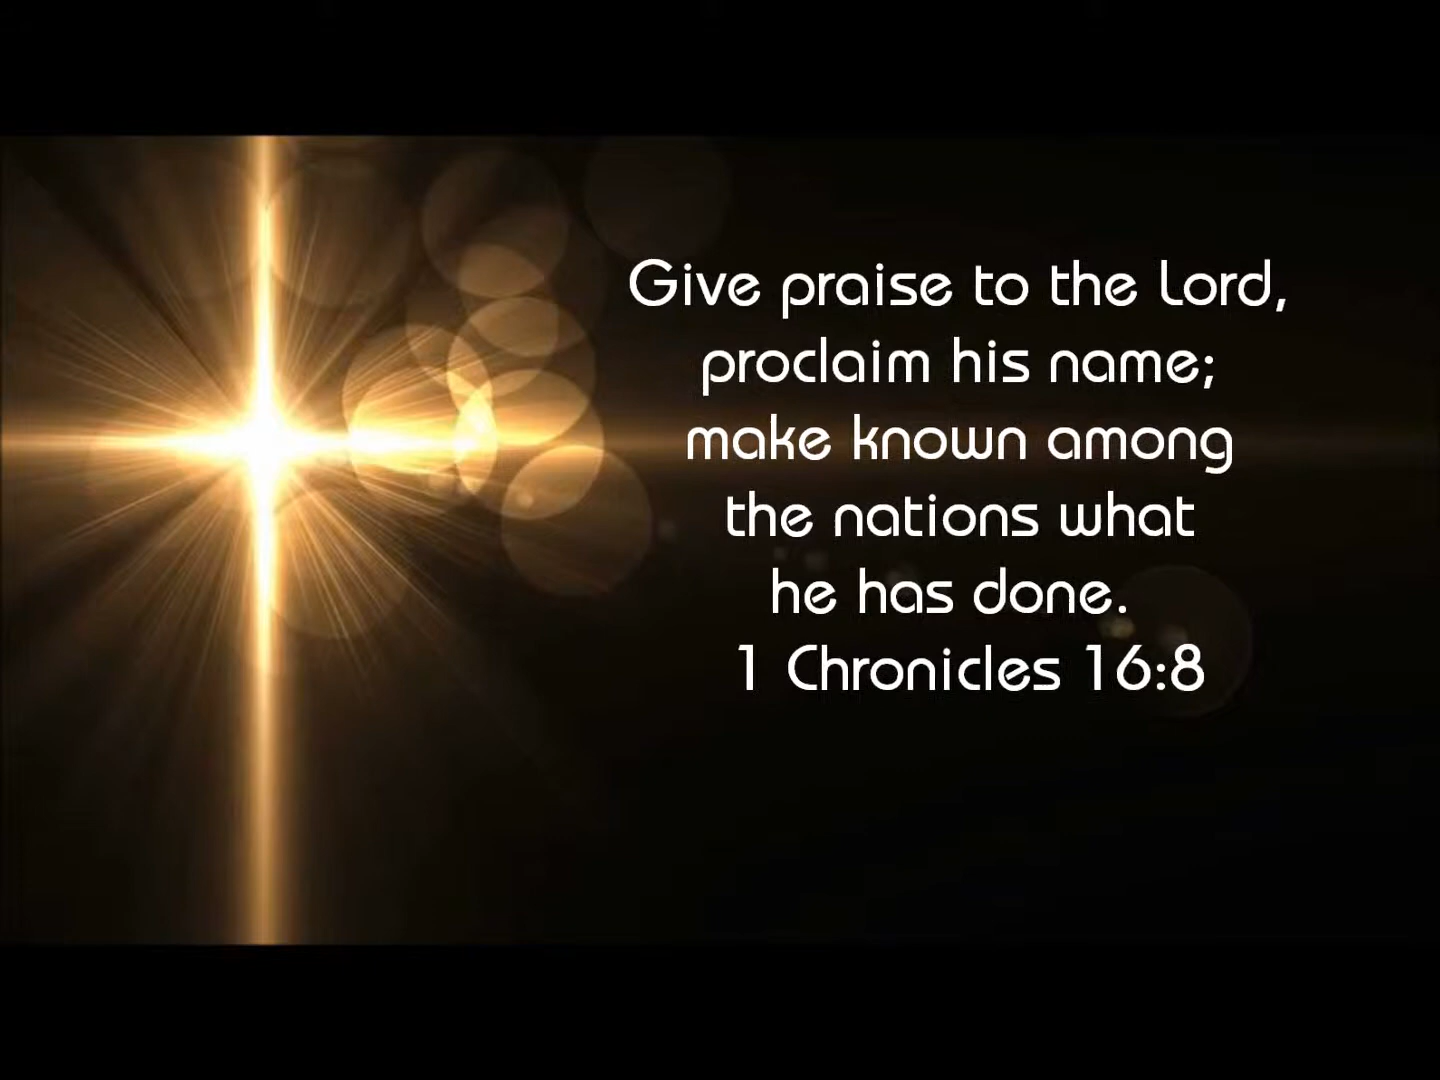 Give praise to the Lord,
proclaim his name;
make known among
the nations what
he has done.
1 Chronicles 16:8